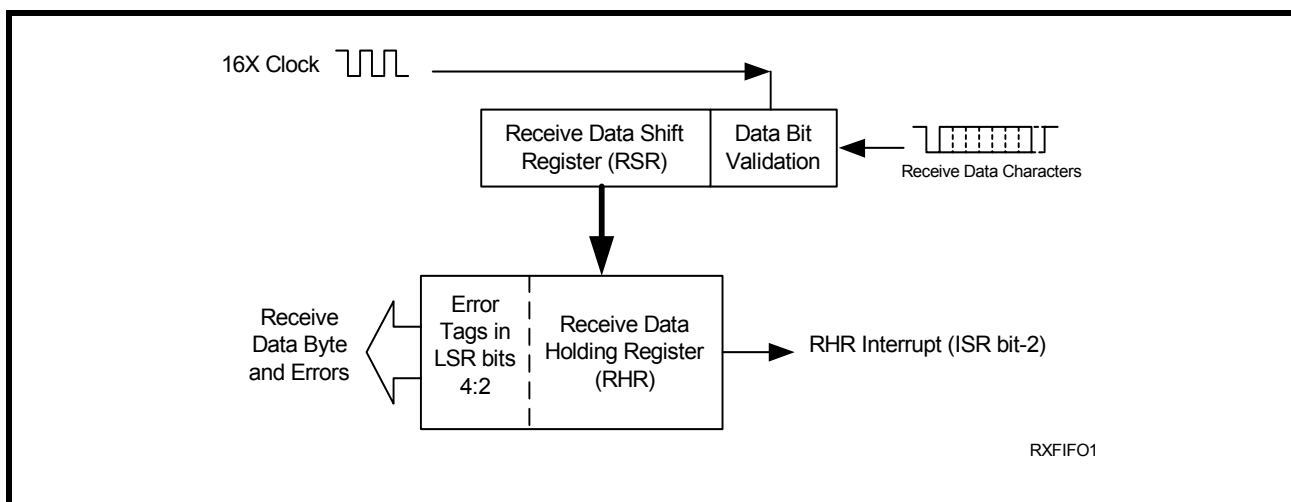 16X Clock
Receive Data Shift
Register (RSR)
Data Bit
Validation
Receive Data Characters
Receive
Data Byte
and Errors
Error
Tags in
LSR bits
4:2
Receive Data
Holding Register
(RHR)
RHR Interrupt (ISR bit-2)
RXFIFO1